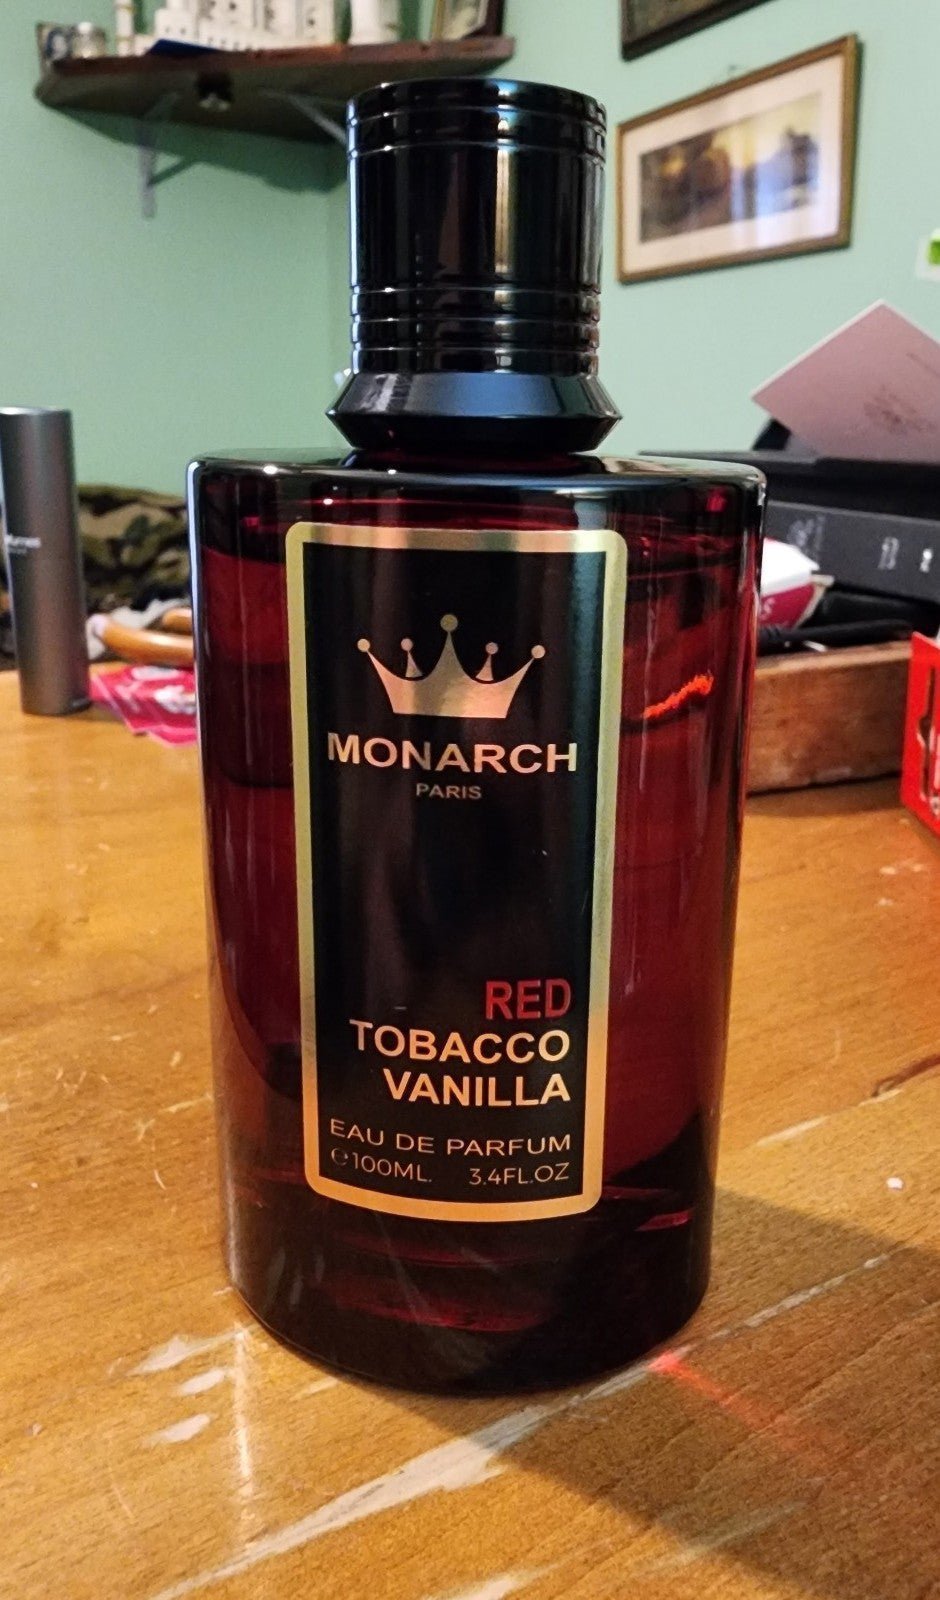 MONARCH
PARIS
RED
TOBACCO
VANILLA
EAU DE PARFUM
℮100ML. 3.4FL.OZ